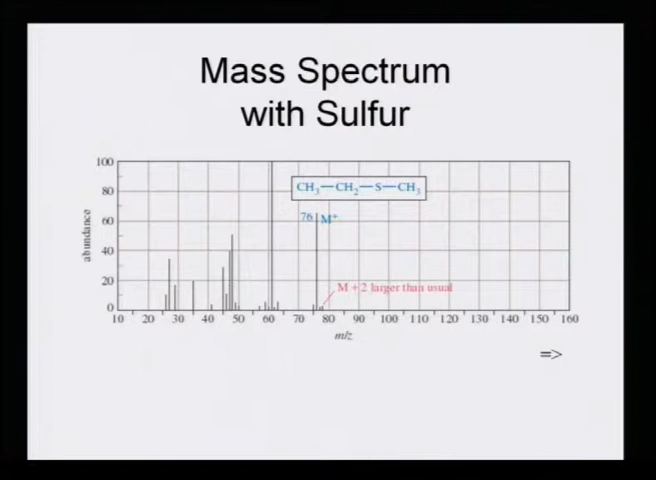 Mass Spectrum
with Sulfur
100
80
60
40
20
0
abundance
CH₃—CH₂—S—CH₃
76 M⁺
M + 2 larger than usual
10 20 30 40 50 60 70 80 90 100 110 120 130 140 150 160
m/z
=>